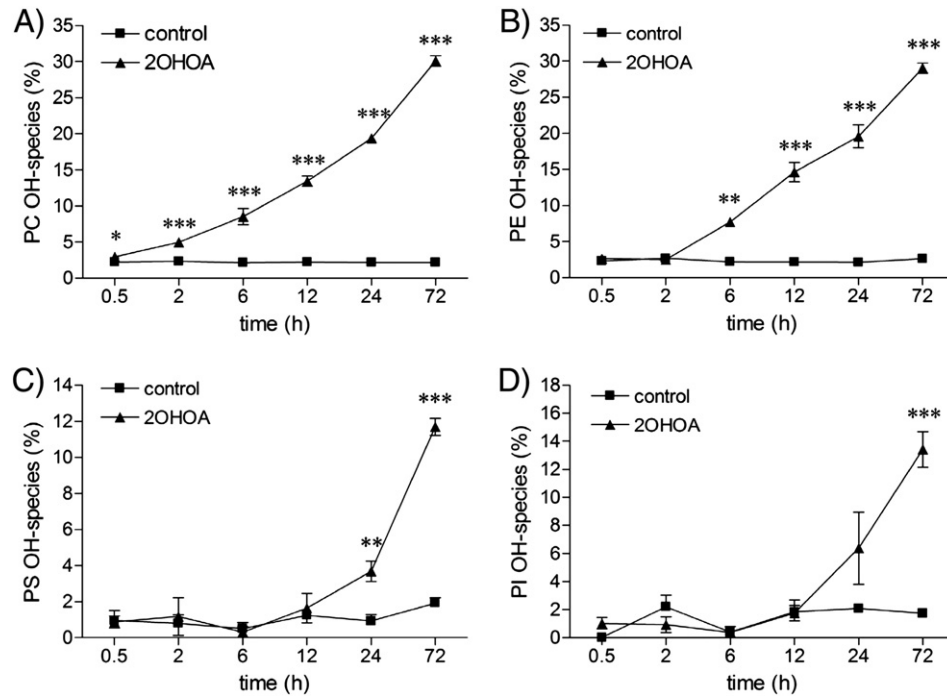 A)
control
2OHOA
PC OH-species (%)
35
30
25
20
15
10
5
0
* *** *** *** *** ***
0.5 2 6 12 24 72
time (h)
B)
control
2OHOA
PE OH-species (%)
35
30
25
20
15
10
5
0
** *** *** ***
0.5 2 6 12 24 72
time (h)
C)
control
2OHOA
PS OH-species (%)
14
12
10
8
6
4
2
0
** ***
0.5 2 6 12 24 72
time (h)
D)
control
2OHOA
PI OH-species (%)
18
16
14
12
10
8
6
4
2
0
***
0.5 2 6 12 24 72
time (h)